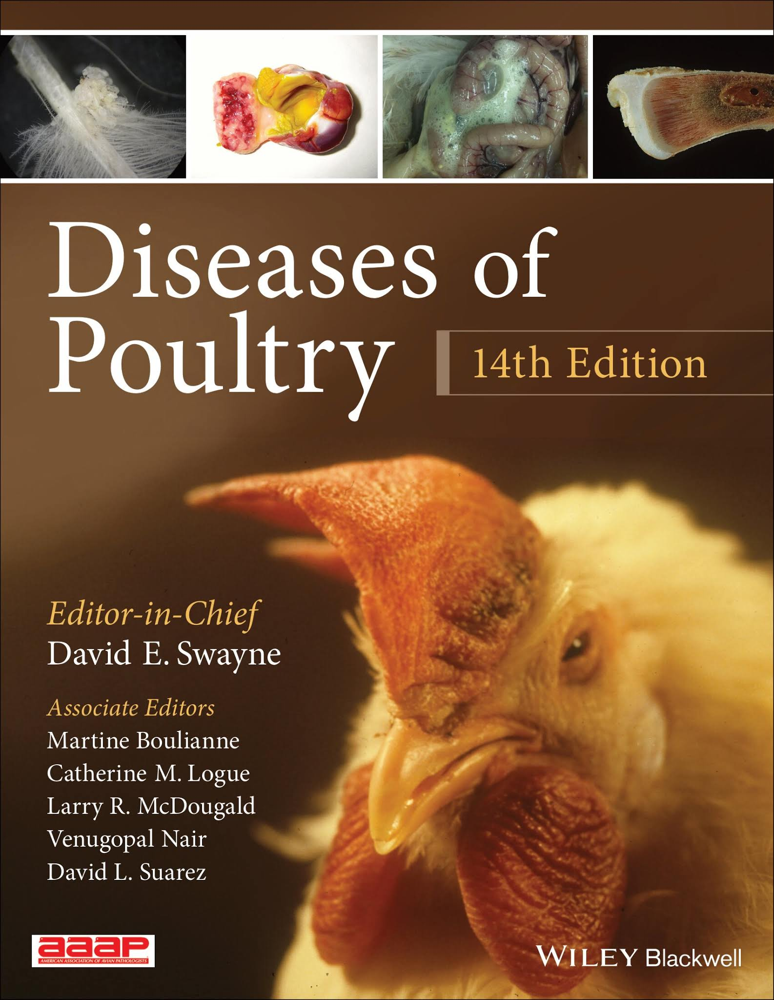 Diseases of
Poultry
14th Edition
Editor-in-Chief
David E. Swayne
Associate Editors
Martine Boulianne
Catherine M. Logue
Larry R. McDougald
Venugopal Nair
David L. Suarez
aaap
AMERICAN ASSOCIATION OF AVIAN PATHOLOGISTS
WILEY Blackwell